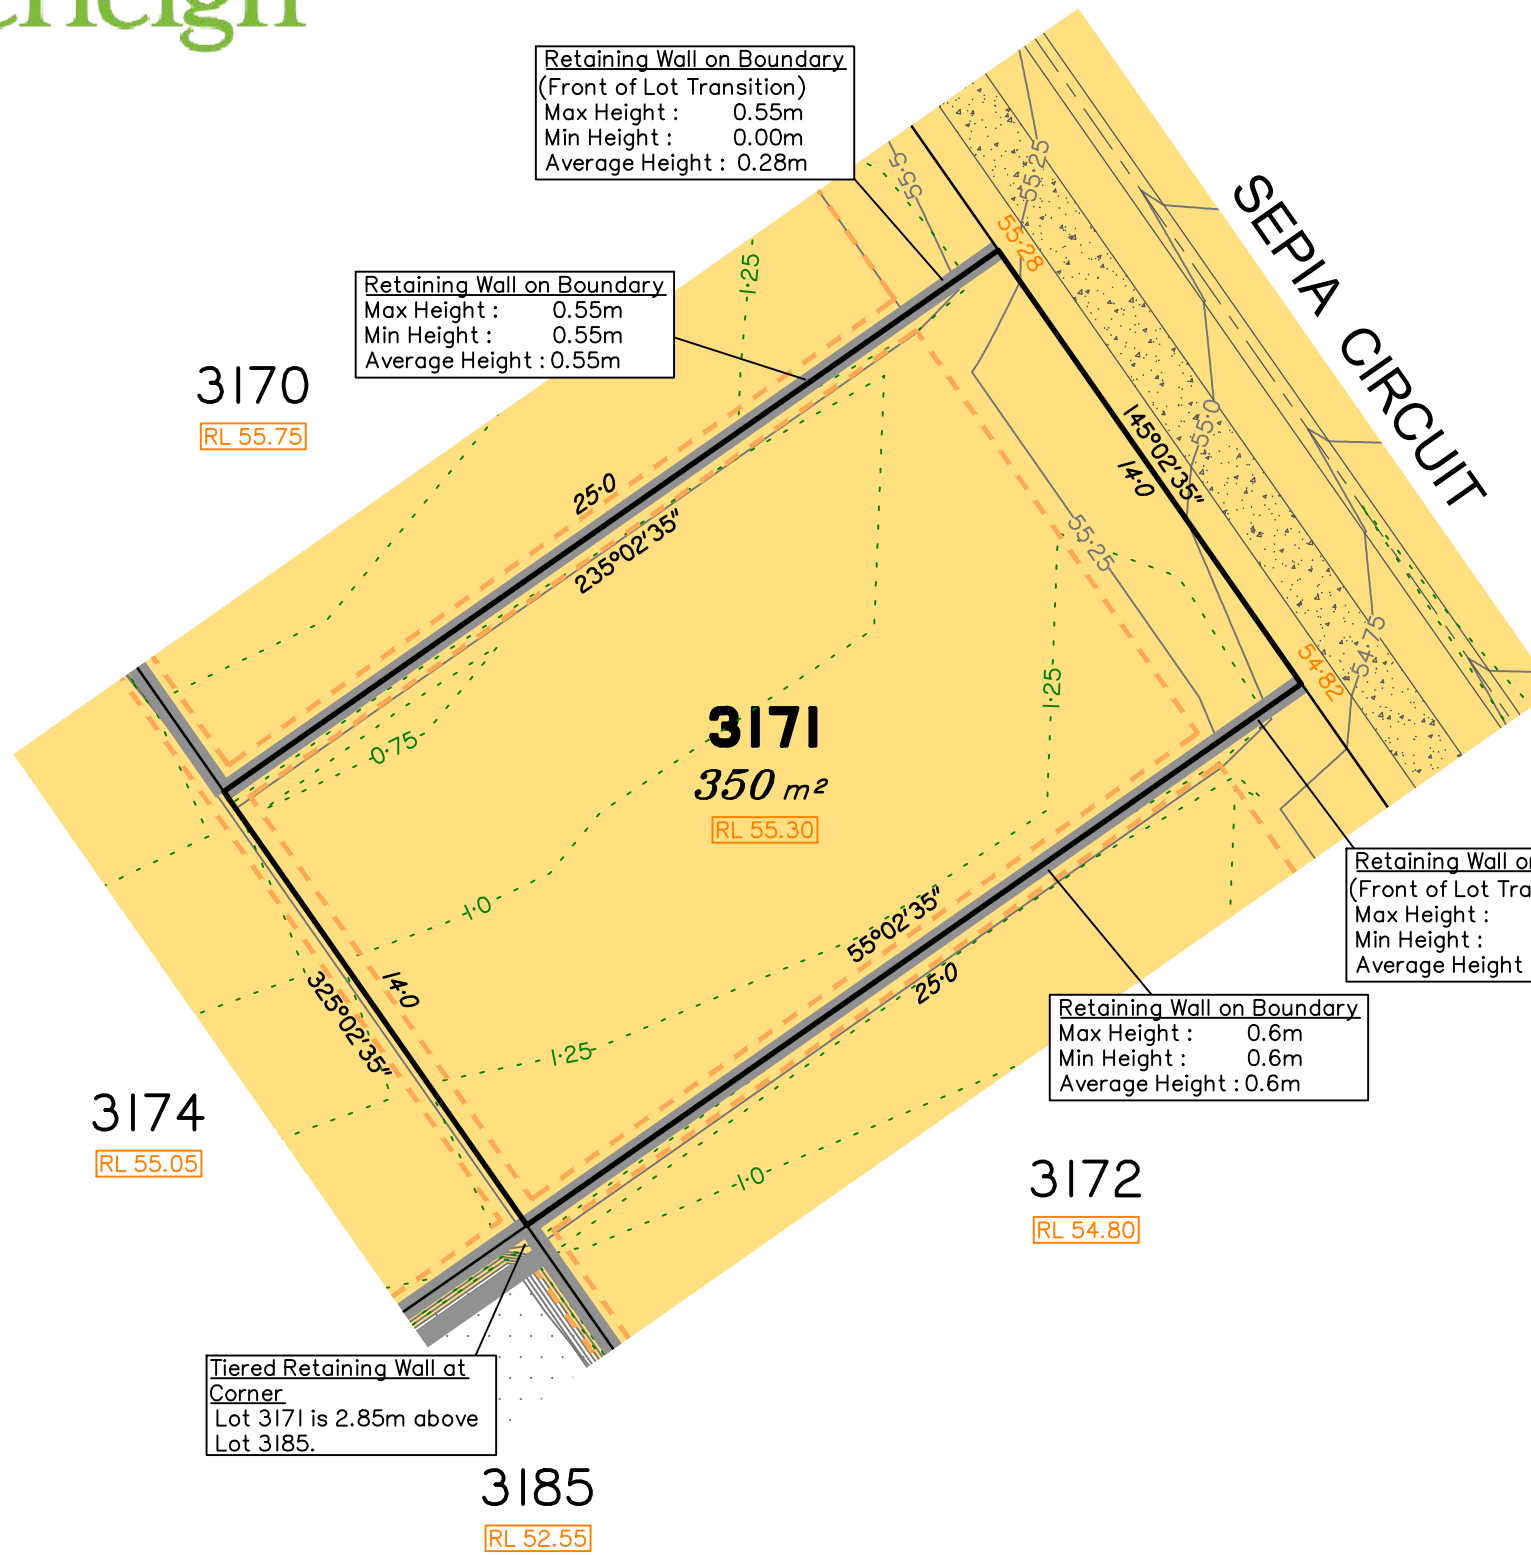 Retaining Wall on Boundary
(Front of Lot Transition)
Max Height : 0.55m
Min Height : 0.00m
Average Height : 0.28m
Retaining Wall on Boundary
Max Height : 0.55m
Min Height : 0.55m
Average Height : 0.55m
SEPIA CIRCUIT
55·5
55·25
55·28
1·25
3170
RL 55.75
25·0
235°02'35"
145°02'35"
14·0
55·0
55·25
54·75
54·82
0·75
3171
350 m²
RL 55.30
1·25
1·0
55°02'35"
25·0
14·0
325°02'35"
1·25
Retaining Wall
(Front of Lot
Max Height :
Min Height :
Average Height
Retaining Wall on Boundary
Max Height : 0.6m
Min Height : 0.6m
Average Height : 0.6m
3174
RL 55.05
1·0
3172
RL 54.80
Tiered Retaining Wall at
Corner
Lot 3171 is 2.85m above
Lot 3185.
3185
RL 52.55